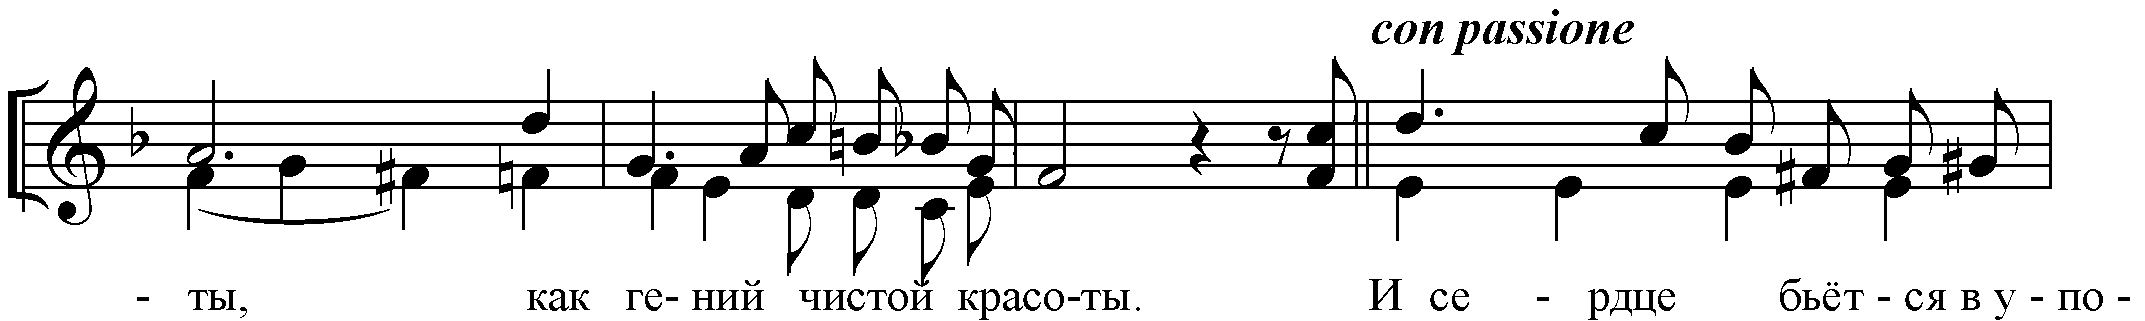 con passione
- ты, как ге- ний чистой красо-ты. И се - рдце бьёт - ся в у - по -